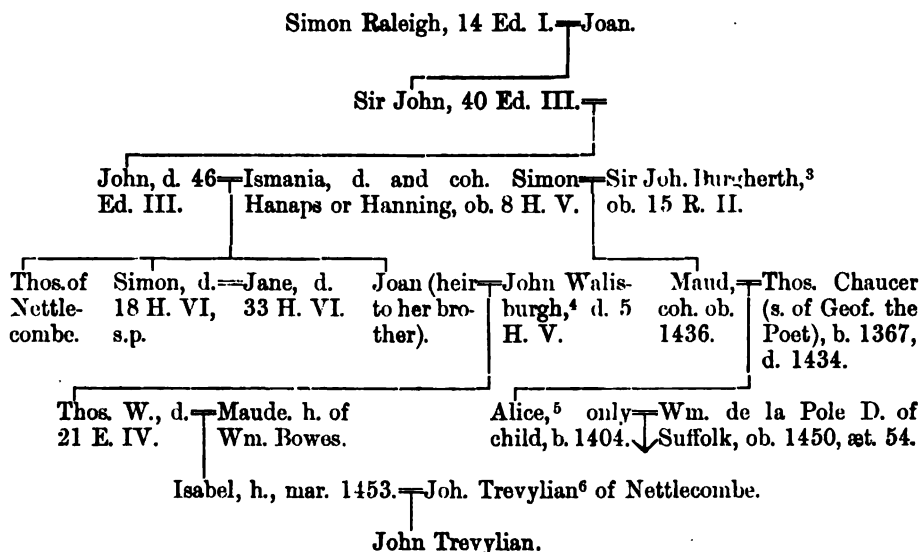 Simon Raleigh, 14 Ed. I.=Joan.
Sir John, 40 Ed. III.=
John, d. 46=Ismania, d. and coh. Simon=Sir Joh. Burgherth,³
Ed. III. Hanaps or Hanning, ob. 8 H. V. ob. 15 R. II.
Thos. of Simon, d.=Jane, d. Joan (heir=John Walis- Maud,=Thos. Chaucer
Nettle- 18 H. VI, 33 H. VI. to her bro- burgh,⁴ d. 5 coh. ob. (s. of Geof. the
combe. s.p. ther). H. V. 1436. Poet), b. 1367,
d. 1434.
Thos. W., d.=Maude. h. of Alice,⁵ only=Wm. de la Pole D. of
21 E. IV. Wm. Bowes. child, b. 1404. Suffolk, ob. 1450, æt. 54.
Isabel, h., mar. 1453.=Joh. Trevylian⁶ of Nettlecombe.
John Trevylian.